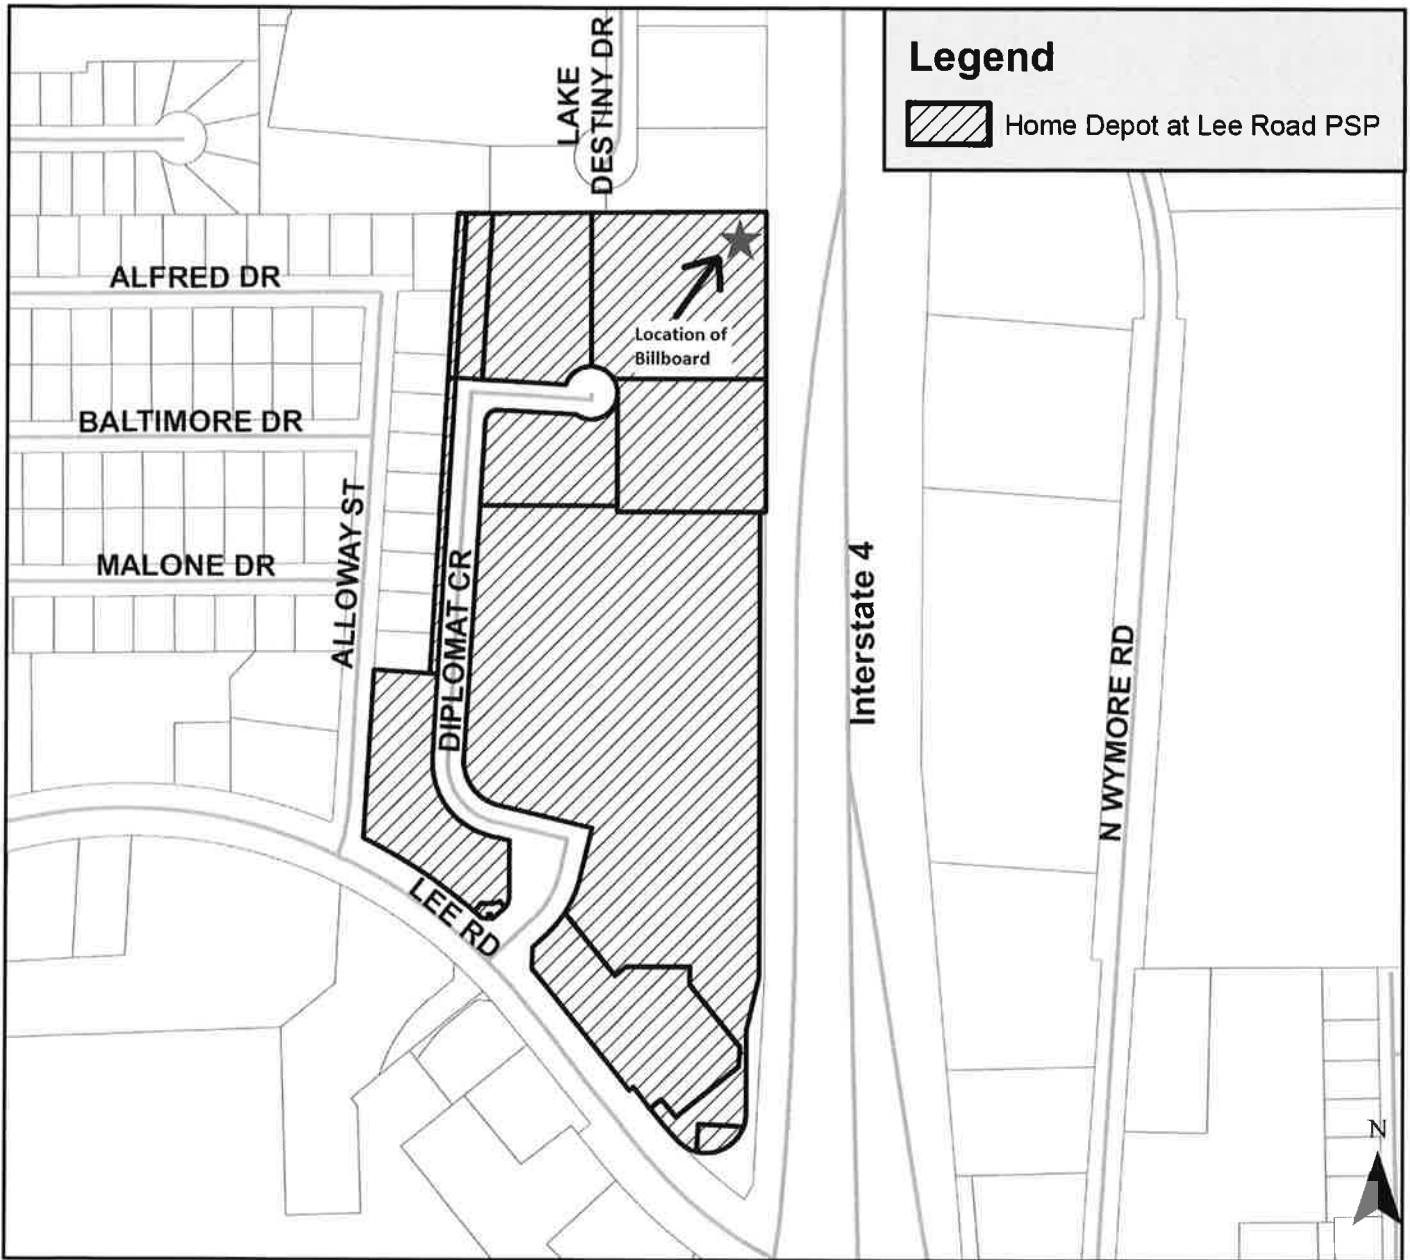 Legend
Home Depot at Lee Road PSP
LAKE
DESTINY DR
ALFRED DR
Location of
Billboard
BALTIMORE DR
ALLOWAY ST
MALONE DR
DIPLOMAT CR
Interstate 4
N WYMORE RD
LEE RD
N